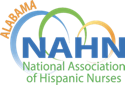 ALABAMA
NAHN
National Association
of Hispanic Nurses